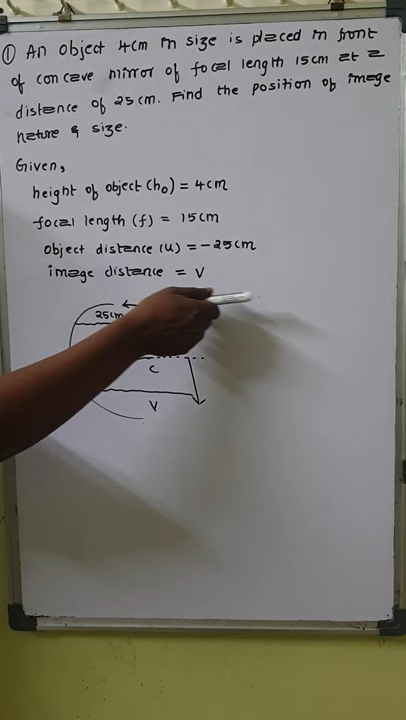 ① An object 4cm in size is placed in front
of concave mirror of focal length 15cm at a
distance of 25cm. Find the position of image
nature & size.
Given,
height of object (ho) = 4cm
focal length (f) = 15cm
object distance (u) = -25cm
image distance = v
25cm
C
V